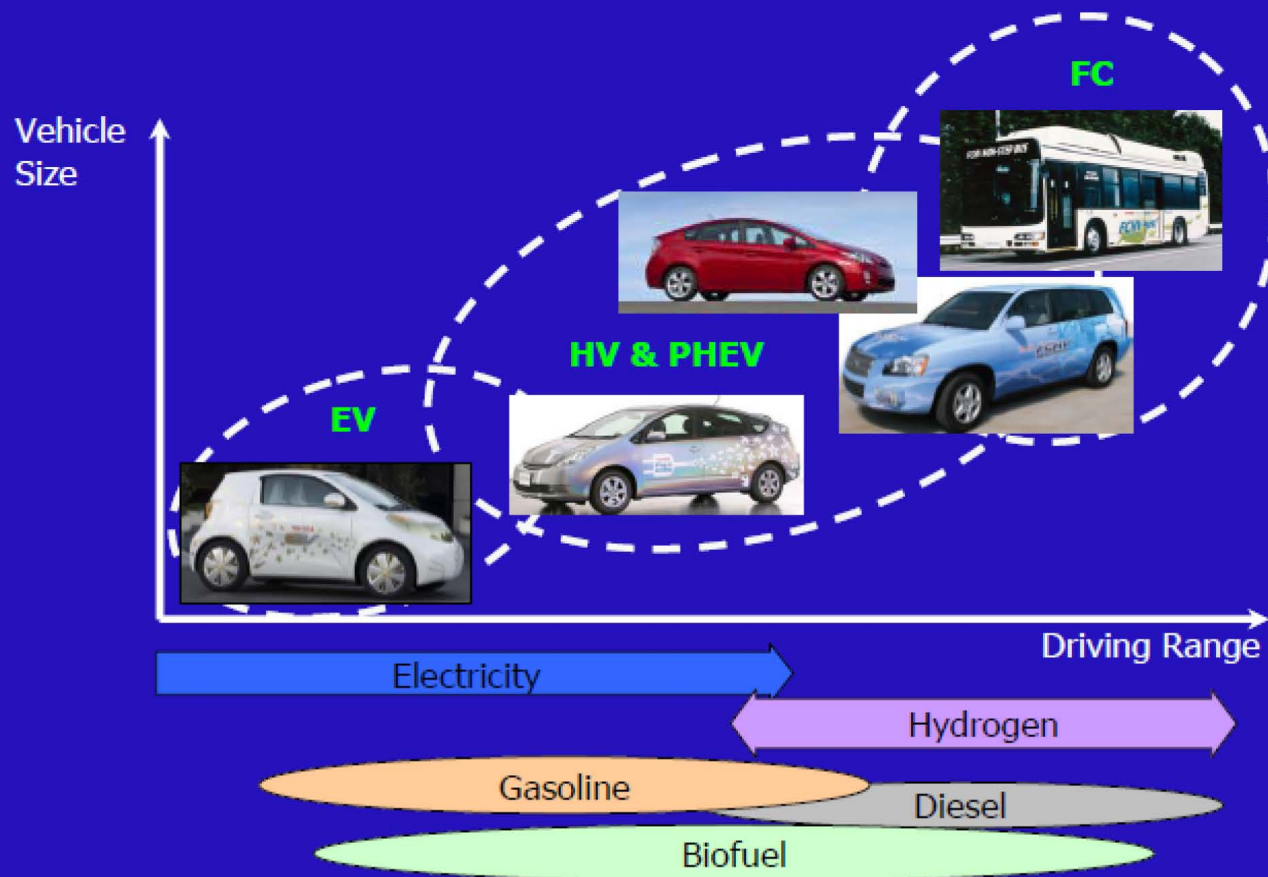 FC
Vehicle
Size
HV & PHEV
EV
Driving Range
Electricity
Hydrogen
Gasoline
Diesel
Biofuel